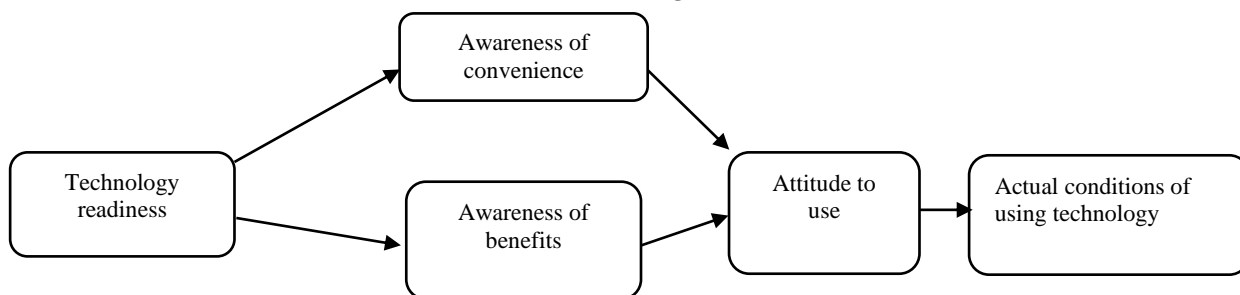 Awareness of
convenience
Technology
readiness
Awareness of
benefits
Attitude to
use
Actual conditions of
using technology